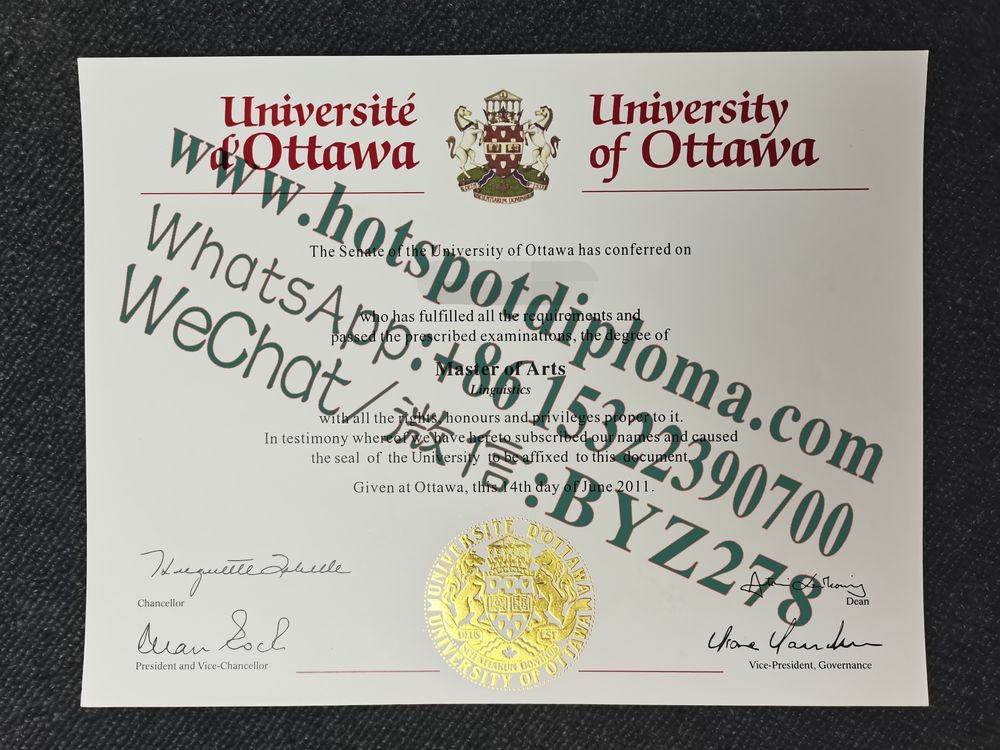 Université
d'Ottawa
University
of Ottawa
www.hotspotdiploma.com
WhatsApp:+86 15322390700
WeChat/微信:BYZ278
The Senate of the University of Ottawa has conferred on
who has fulfilled all the requirements and
passed the prescribed examinations, the degree of
Master of Arts
Linguistics
with all the rights, honours and privileges proper to it.
In testimony whereof we have hereto subscribed our names and caused
the seal of the University to be affixed to this document.
Given at Ottawa, this 14th day of June 2011.
UNIVERSITE D'OTTAWA
DEUS EST
UNIVERSITY OF OTTAWA
Chancellor
Dean
President and Vice-Chancellor
Vice-President, Governance